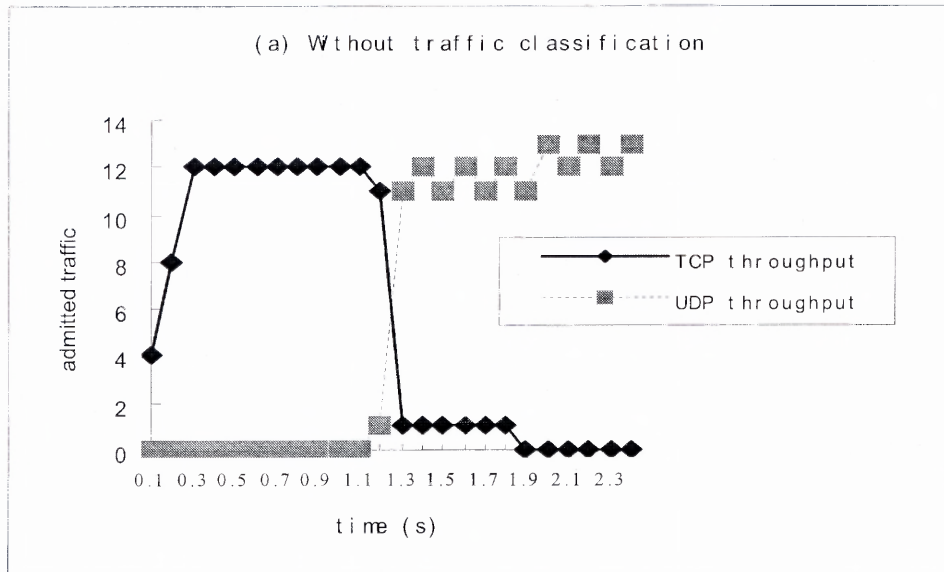 (a) Without traffic classification
14
12
10
8
6
4
2
0
admitted traffic
0.1 0.3 0.5 0.7 0.9 1.1 1.3 1.5 1.7 1.9 2.1 2.3
time (s)
TCP throughput
UDP throughput